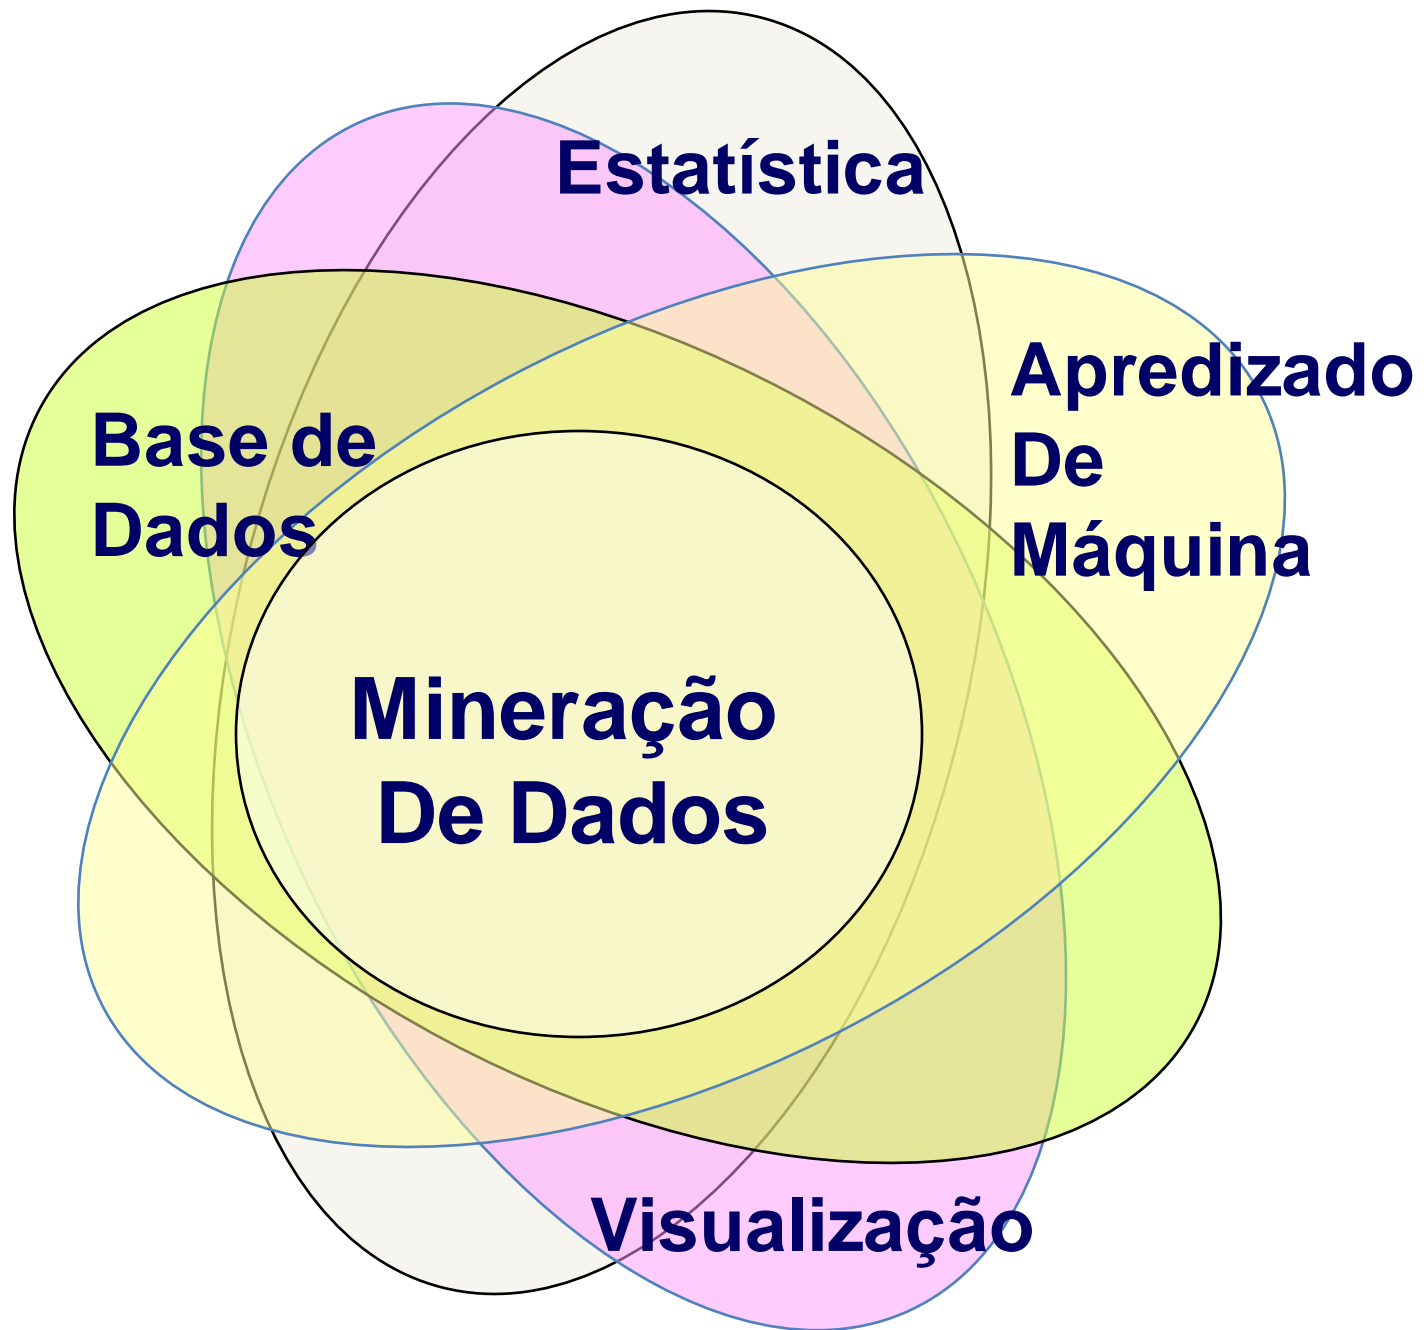 Estatística
Apredizado
De
Máquina
Base de
Dados
Mineração
De Dados
Visualização